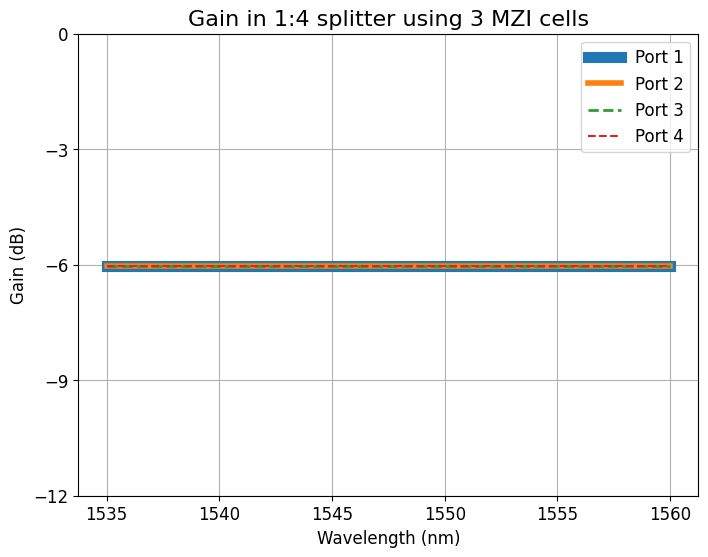 Gain in 1:4 splitter using 3 MZI cells
Port 1
Port 2
Port 3
Port 4
0
−3
−6
−9
−12
Gain (dB)
1535 1540 1545 1550 1555 1560
Wavelength (nm)